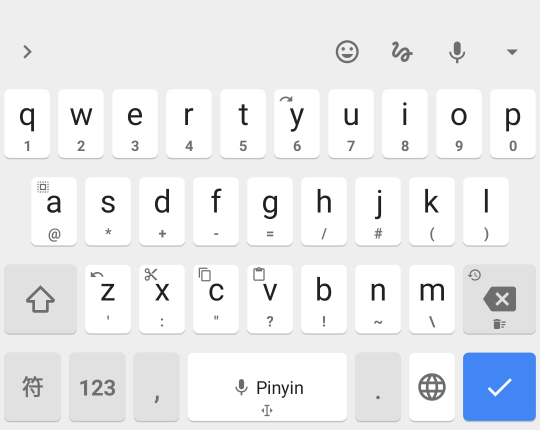 q w e r t y u i o p
1 2 3 4 5 6 7 8 9 0
a s d f g h j k l
@ * + - = / # ( )
z x c v b n m
' : " ? ! ~ \
符 123 , Pinyin .